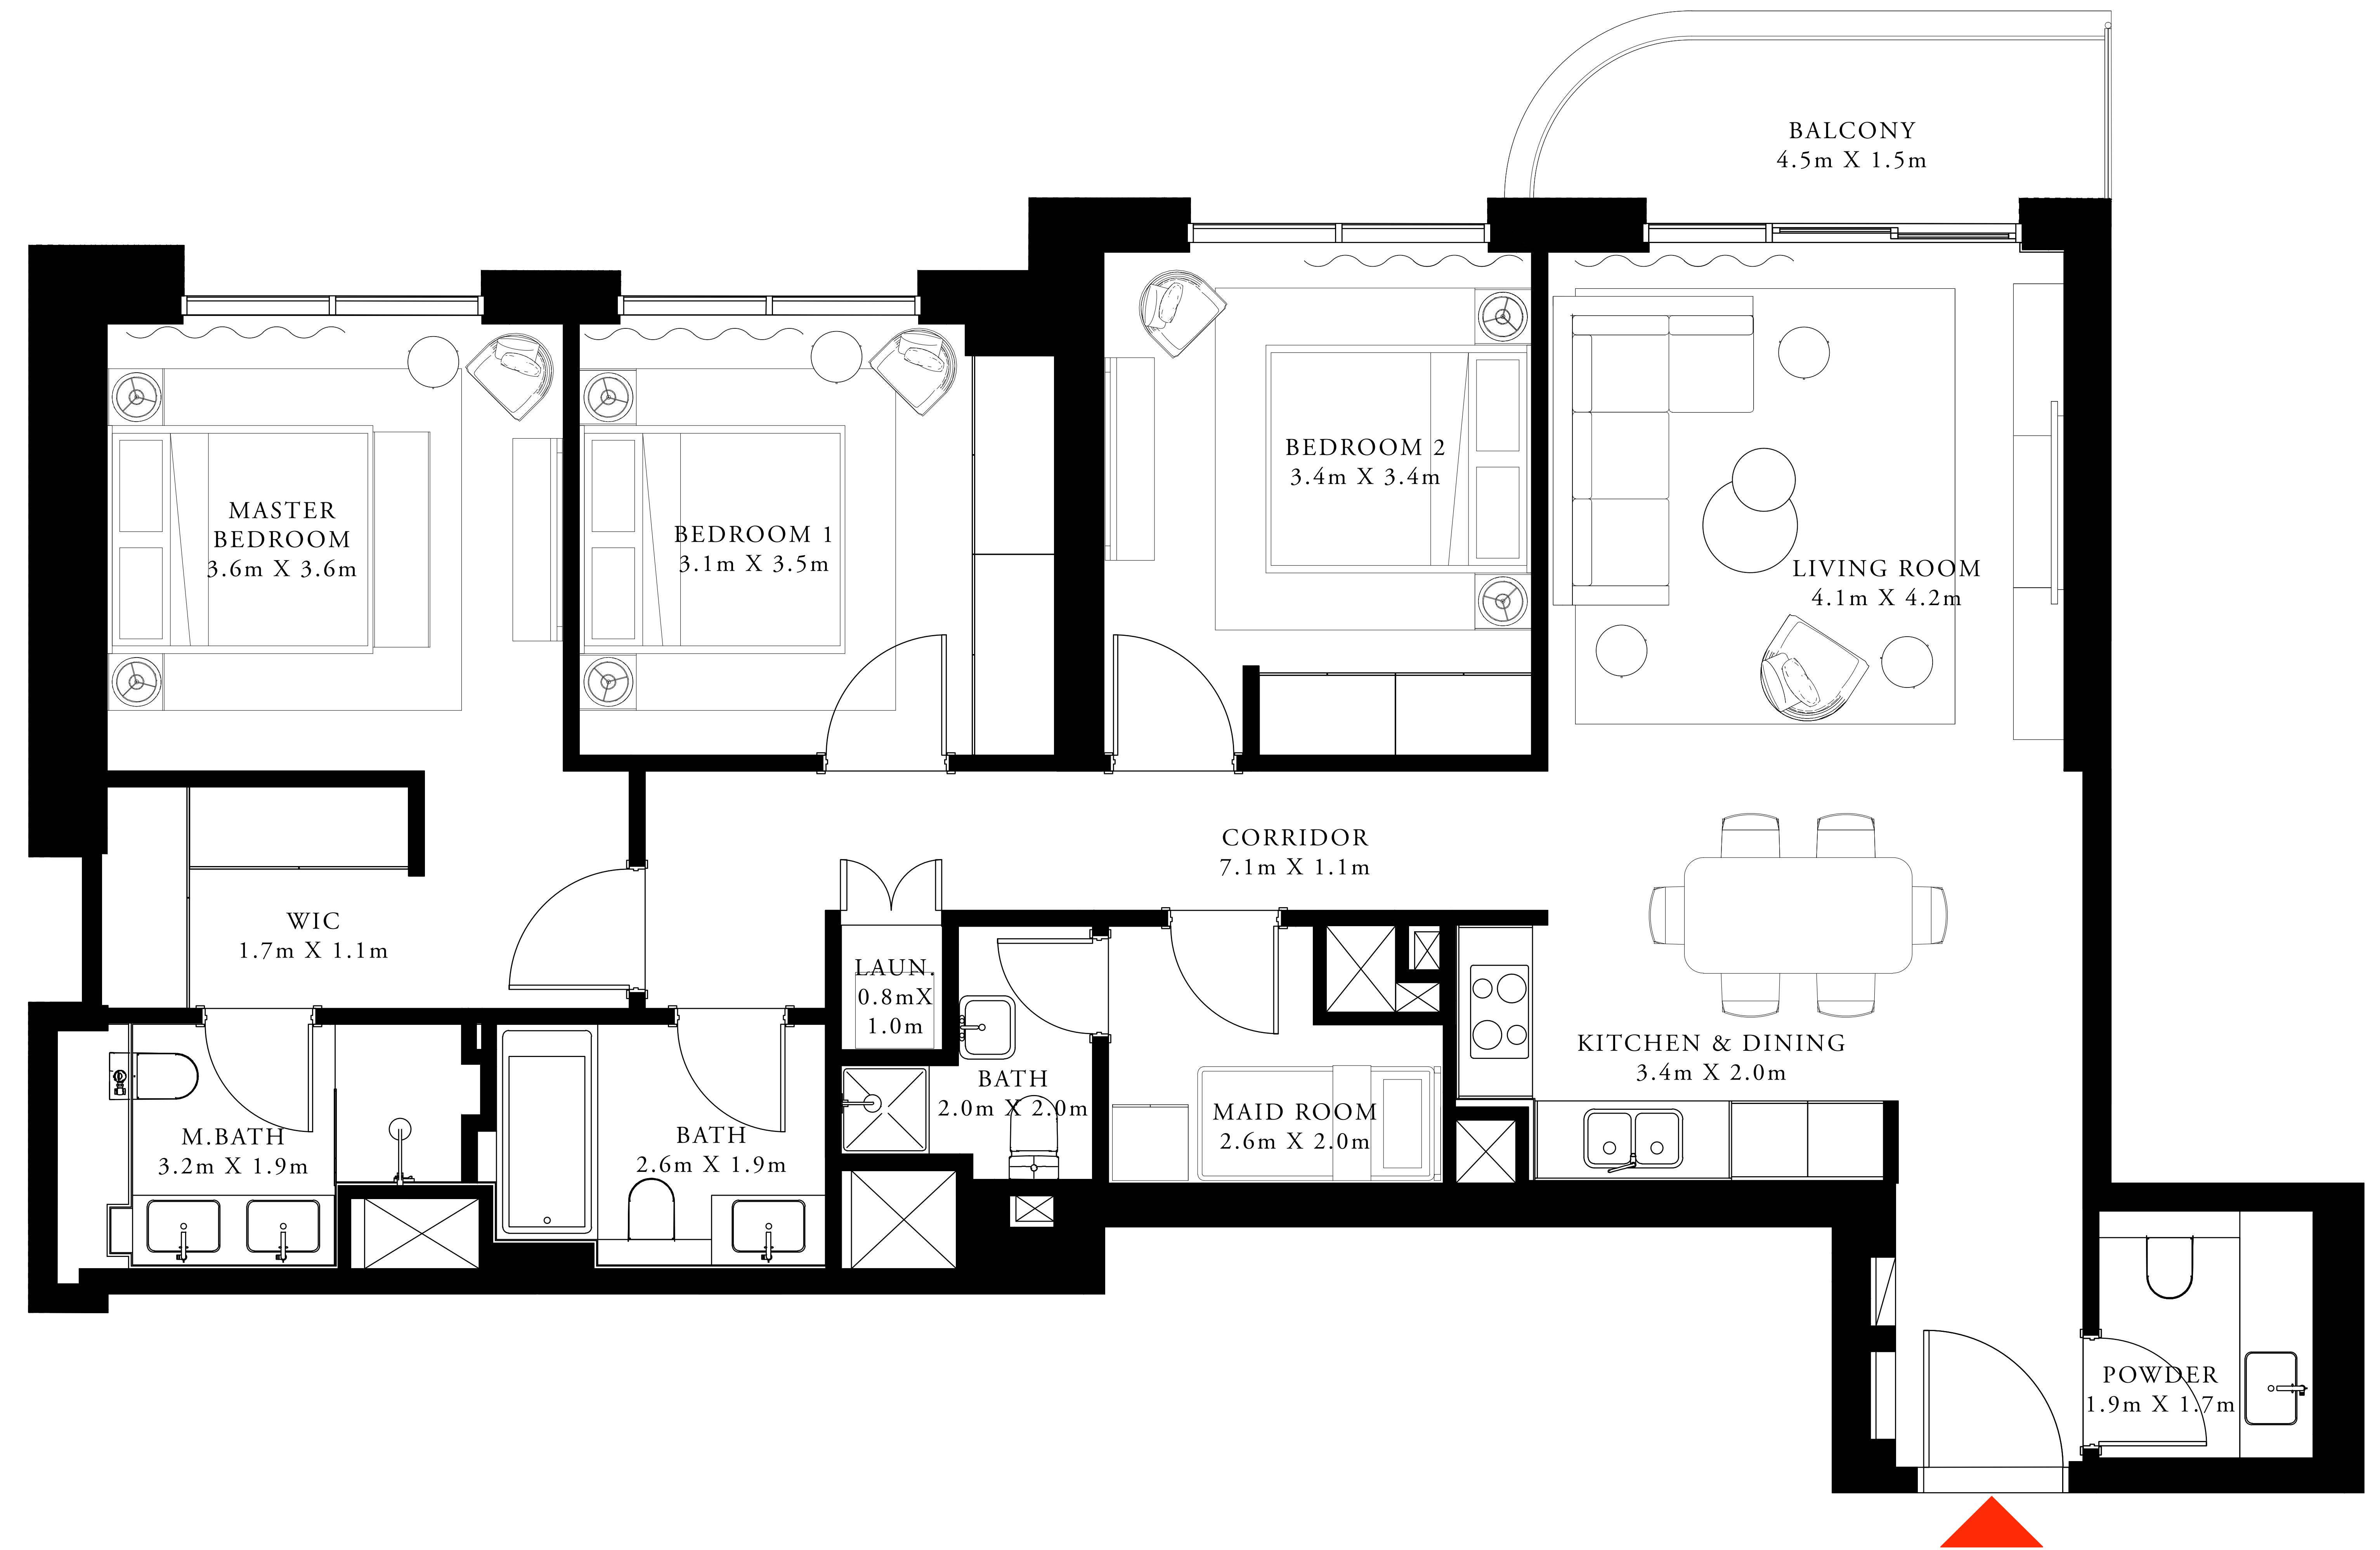 BALCONY
4.5m X 1.5m
BEDROOM 2
3.4m X 3.4m
MASTER
BEDROOM
3.6m X 3.6m
BEDROOM 1
3.1m X 3.5m
LIVING ROOM
4.1m X 4.2m
CORRIDOR
7.1m X 1.1m
WIC
1.7m X 1.1m
LAUN.
0.8mX
1.0m
KITCHEN & DINING
3.4m X 2.0m
BATH
2.0m X 2.0m
MAID ROOM
2.6m X 2.0m
M.BATH
3.2m X 1.9m
BATH
2.6m X 1.9m
POWDER
1.9m X 1.7m